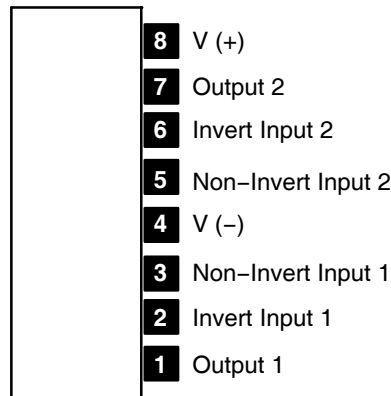 8 V (+)
7 Output 2
6 Invert Input 2
5 Non−Invert Input 2
4 V (−)
3 Non−Invert Input 1
2 Invert Input 1
1 Output 1